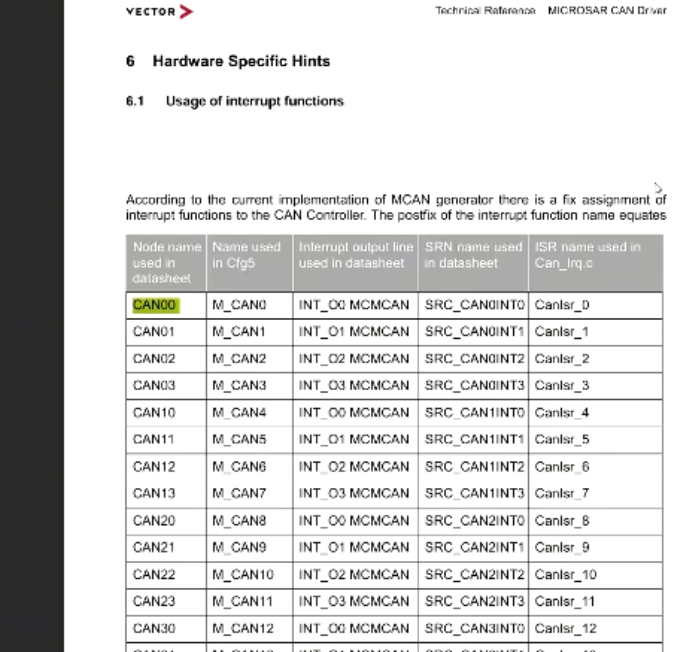 VECTOR
Technical Reference MICROSAR CAN Driver
6 Hardware Specific Hints
6.1 Usage of interrupt functions
According to the current implementation of MCAN generator there is a fix assignment of
interrupt functions to the CAN Controller. The postfix of the interrupt function name equates
Node name used in datasheet | Name used in Cfg5 | Interrupt output line used in datasheet | SRN name used in datasheet | ISR name used in Can_Irq.c
CAN00 M_CAN0 INT_O0 MCMCAN SRC_CAN0INT0 CanIsr_0
CAN01 M_CAN1 INT_O1 MCMCAN SRC_CAN0INT1 CanIsr_1
CAN02 M_CAN2 INT_O2 MCMCAN SRC_CAN0INT2 CanIsr_2
CAN03 M_CAN3 INT_O3 MCMCAN SRC_CAN0INT3 CanIsr_3
CAN10 M_CAN4 INT_O0 MCMCAN SRC_CAN1INT0 CanIsr_4
CAN11 M_CAN5 INT_O1 MCMCAN SRC_CAN1INT1 CanIsr_5
CAN12 M_CAN6 INT_O2 MCMCAN SRC_CAN1INT2 CanIsr_6
CAN13 M_CAN7 INT_O3 MCMCAN SRC_CAN1INT3 CanIsr_7
CAN20 M_CAN8 INT_O0 MCMCAN SRC_CAN2INT0 CanIsr_8
CAN21 M_CAN9 INT_O1 MCMCAN SRC_CAN2INT1 CanIsr_9
CAN22 M_CAN10 INT_O2 MCMCAN SRC_CAN2INT2 CanIsr_10
CAN23 M_CAN11 INT_O3 MCMCAN SRC_CAN2INT3 CanIsr_11
CAN30 M_CAN12 INT_O0 MCMCAN SRC_CAN3INT0 CanIsr_12